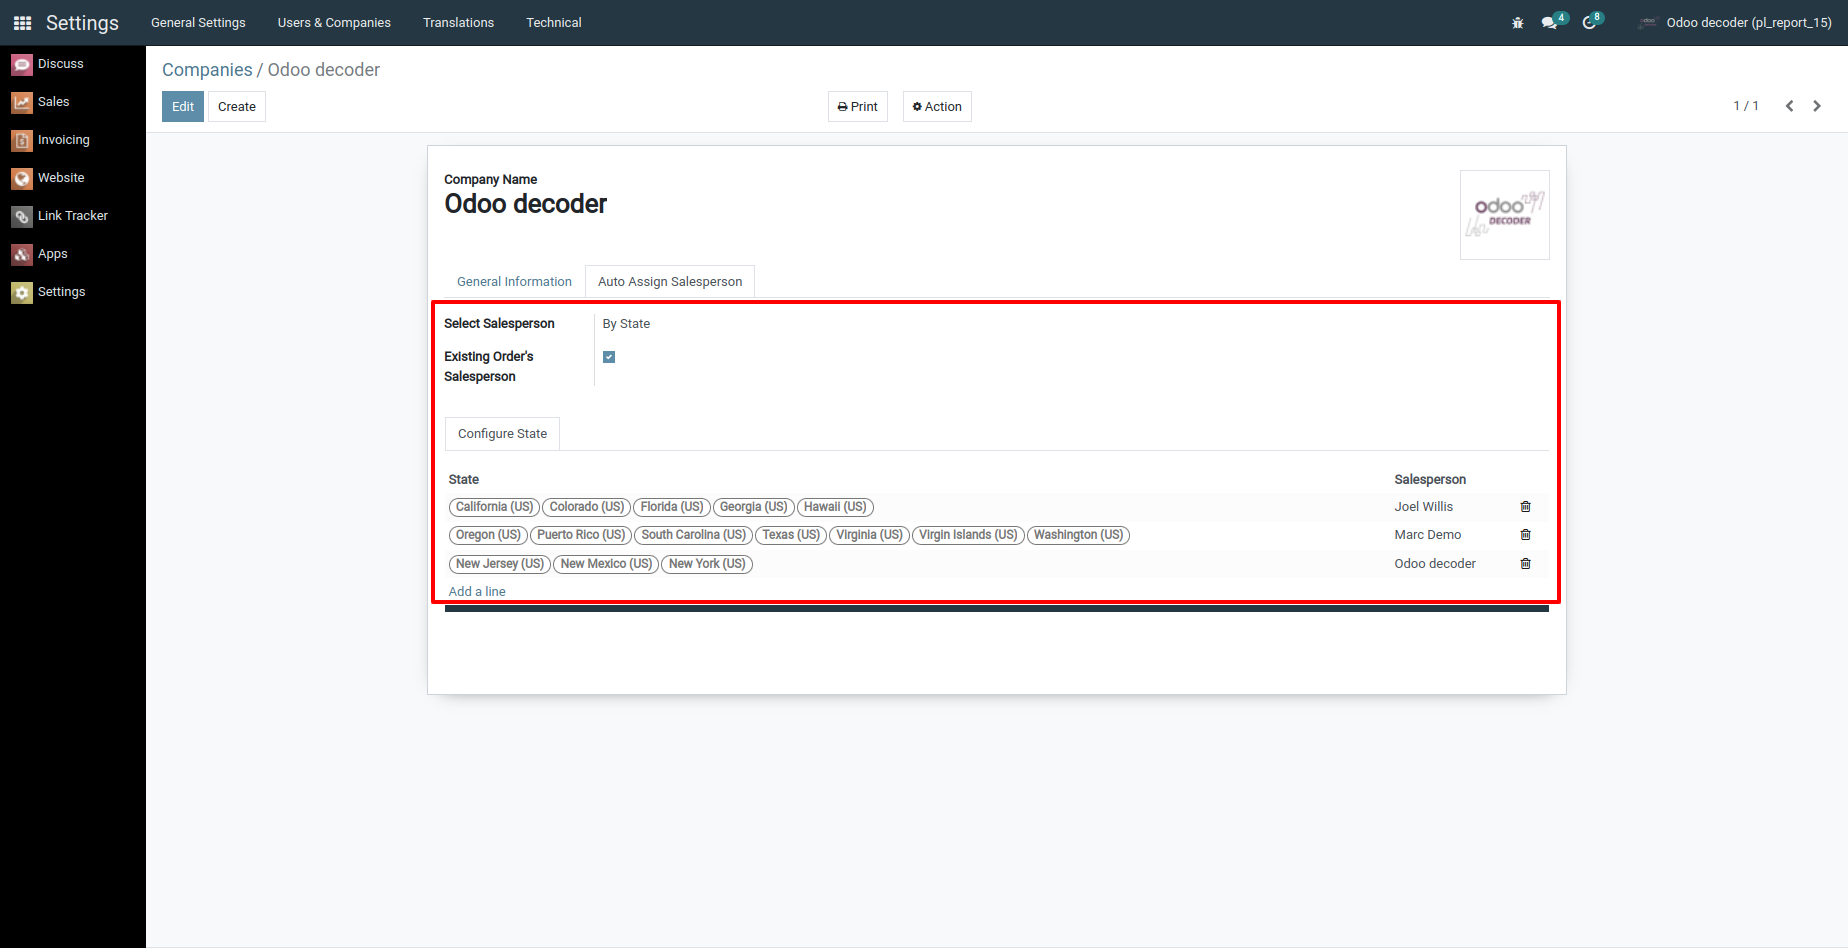 Settings General Settings Users & Companies Translations Technical 4 8 Odoo decoder (pl_report_15)
Discuss
Sales
Invoicing
Website
Link Tracker
Apps
Settings
Companies / Odoo decoder
Edit Create Print Action 1 / 1
Company Name
Odoo decoder
odoo
DECODER
General Information Auto Assign Salesperson
Select Salesperson By State
Existing Order's
Salesperson
Configure State
State Salesperson
California (US) Colorado (US) Florida (US) Georgia (US) Hawaii (US) Joel Willis
Oregon (US) Puerto Rico (US) South Carolina (US) Texas (US) Virginia (US) Virgin Islands (US) Washington (US) Marc Demo
New Jersey (US) New Mexico (US) New York (US) Odoo decoder
Add a line